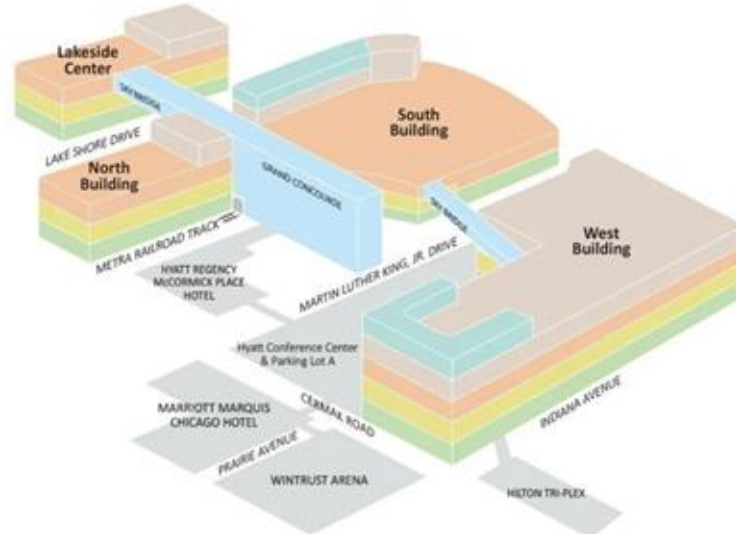 Lakeside
Center
SKY BRIDGE
South
Building
LAKE SHORE DRIVE
North
Building
GRAND CONCOURSE
SKY BRIDGE
West
Building
METRA RAILROAD TRACK
HYATT REGENCY
McCORMICK PLACE
HOTEL
MARTIN LUTHER KING, JR. DRIVE
Hyatt Conference Center
& Parking Lot A
INDIANA AVENUE
MARRIOTT MARQUIS
CHICAGO HOTEL
CERMAK ROAD
PRAIRIE AVENUE
WINTRUST ARENA
HILTON TRI-PLEX